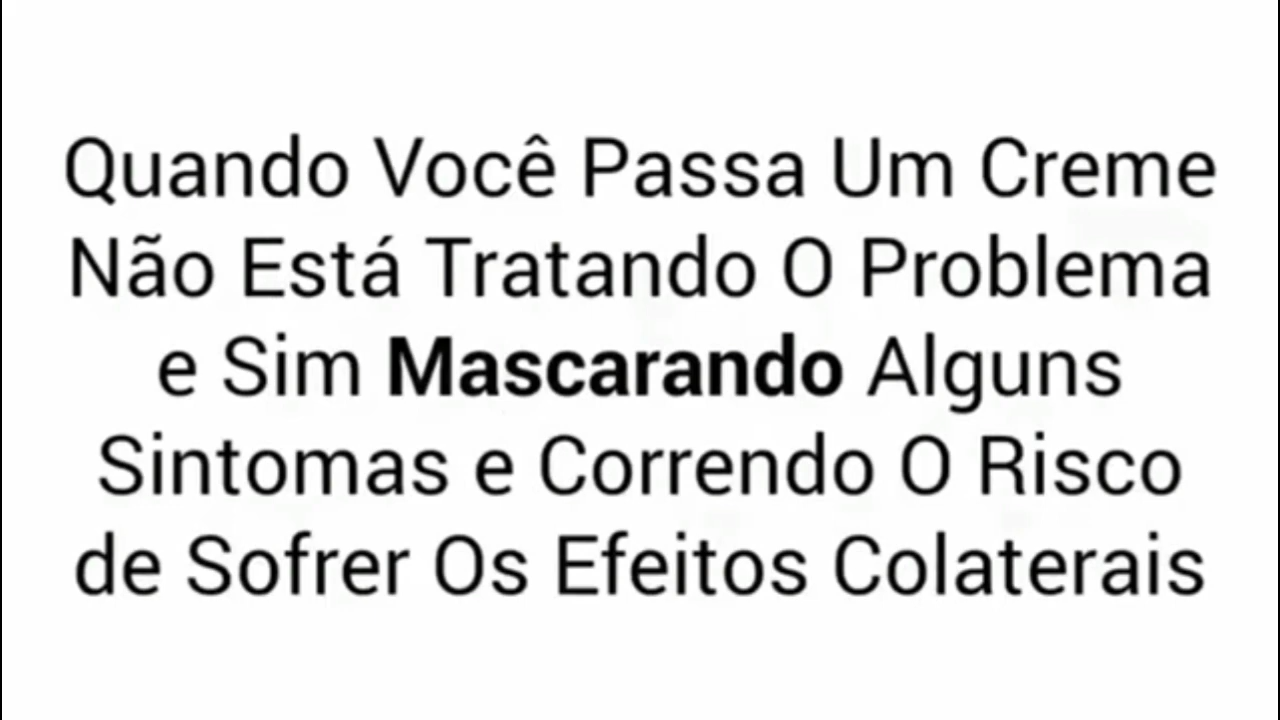 Quando Você Passa Um Creme
Não Está Tratando O Problema
e Sim Mascarando Alguns
Sintomas e Correndo O Risco
de Sofrer Os Efeitos Colaterais